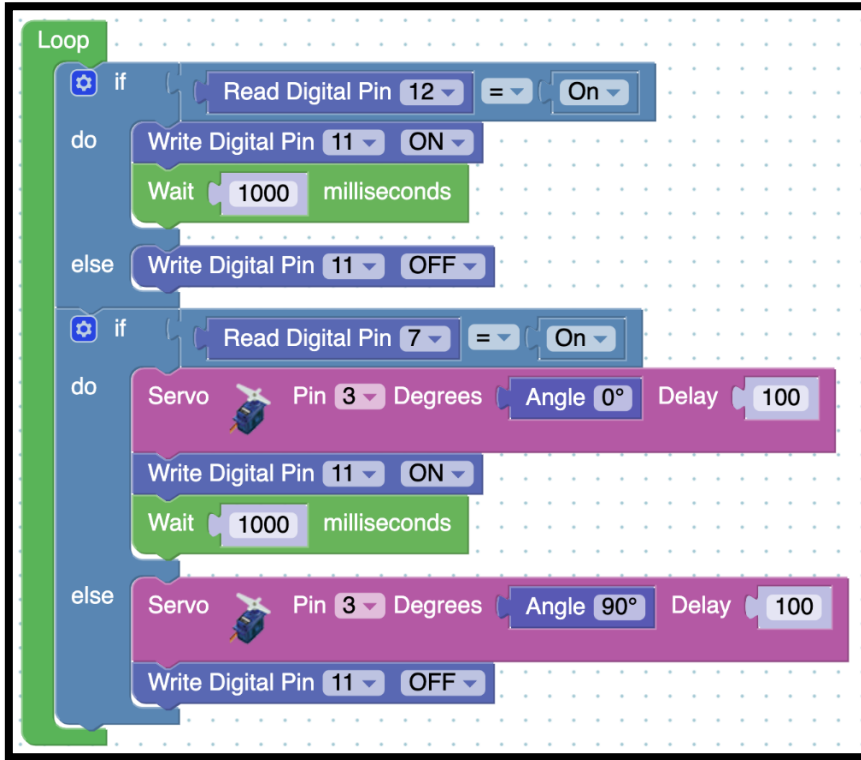 Loop
if Read Digital Pin 12 = On
do Write Digital Pin 11 ON
Wait 1000 milliseconds
else Write Digital Pin 11 OFF
if Read Digital Pin 7 = On
do Servo Pin 3 Degrees Angle 0° Delay 100
Write Digital Pin 11 ON
Wait 1000 milliseconds
else Servo Pin 3 Degrees Angle 90° Delay 100
Write Digital Pin 11 OFF